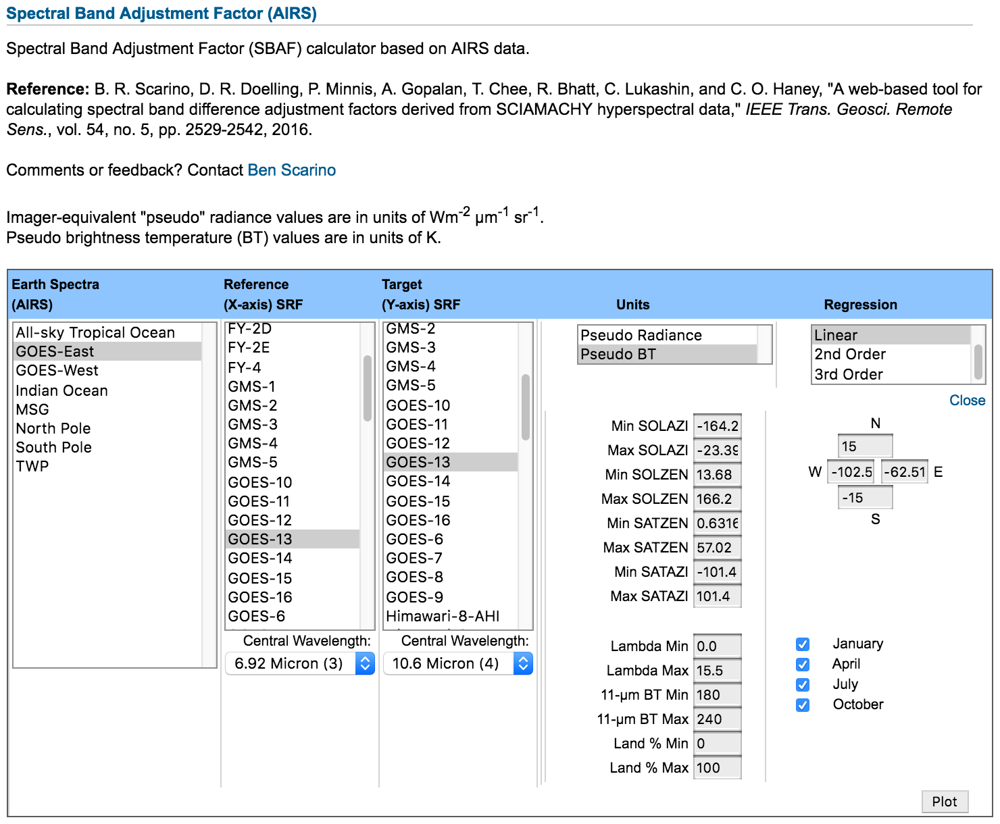 Spectral Band Adjustment Factor (AIRS)
Spectral Band Adjustment Factor (SBAF) calculator based on AIRS data.
Reference: B. R. Scarino, D. R. Doelling, P. Minnis, A. Gopalan, T. Chee, R. Bhatt, C. Lukashin, and C. O. Haney, "A web-based tool for
calculating spectral band difference adjustment factors derived from SCIAMACHY hyperspectral data," IEEE Trans. Geosci. Remote
Sens., vol. 54, no. 5, pp. 2529-2542, 2016.
Comments or feedback? Contact Ben Scarino
Imager-equivalent "pseudo" radiance values are in units of Wm-2 µm-1 sr-1.
Pseudo brightness temperature (BT) values are in units of K.
Earth Spectra
(AIRS)
Reference
(X-axis) SRF
Target
(Y-axis) SRF
Units
Regression
All-sky Tropical Ocean
GOES-East
GOES-West
Indian Ocean
MSG
North Pole
South Pole
TWP
FY-2D
FY-2E
FY-4
GMS-1
GMS-2
GMS-3
GMS-4
GMS-5
GOES-10
GOES-11
GOES-12
GOES-13
GOES-14
GOES-15
GOES-16
GOES-6
Central Wavelength:
6.92 Micron (3)
GMS-2
GMS-3
GMS-4
GMS-5
GOES-10
GOES-11
GOES-12
GOES-13
GOES-14
GOES-15
GOES-16
GOES-6
GOES-7
GOES-8
GOES-9
Himawari-8-AHI
Central Wavelength:
10.6 Micron (4)
Pseudo Radiance
Pseudo BT
Linear
2nd Order
3rd Order
Close
Min SOLAZI -164.2
Max SOLAZI -23.39
Min SOLZEN 13.68
Max SOLZEN 166.2
Min SATZEN 0.6316
Max SATZEN 57.02
Min SATAZI -101.4
Max SATAZI 101.4
Lambda Min 0.0
Lambda Max 15.5
11-µm BT Min 180
11-µm BT Max 240
Land % Min 0
Land % Max 100
N
15
W -102.5 -62.51 E
-15
S
January
April
July
October
Plot